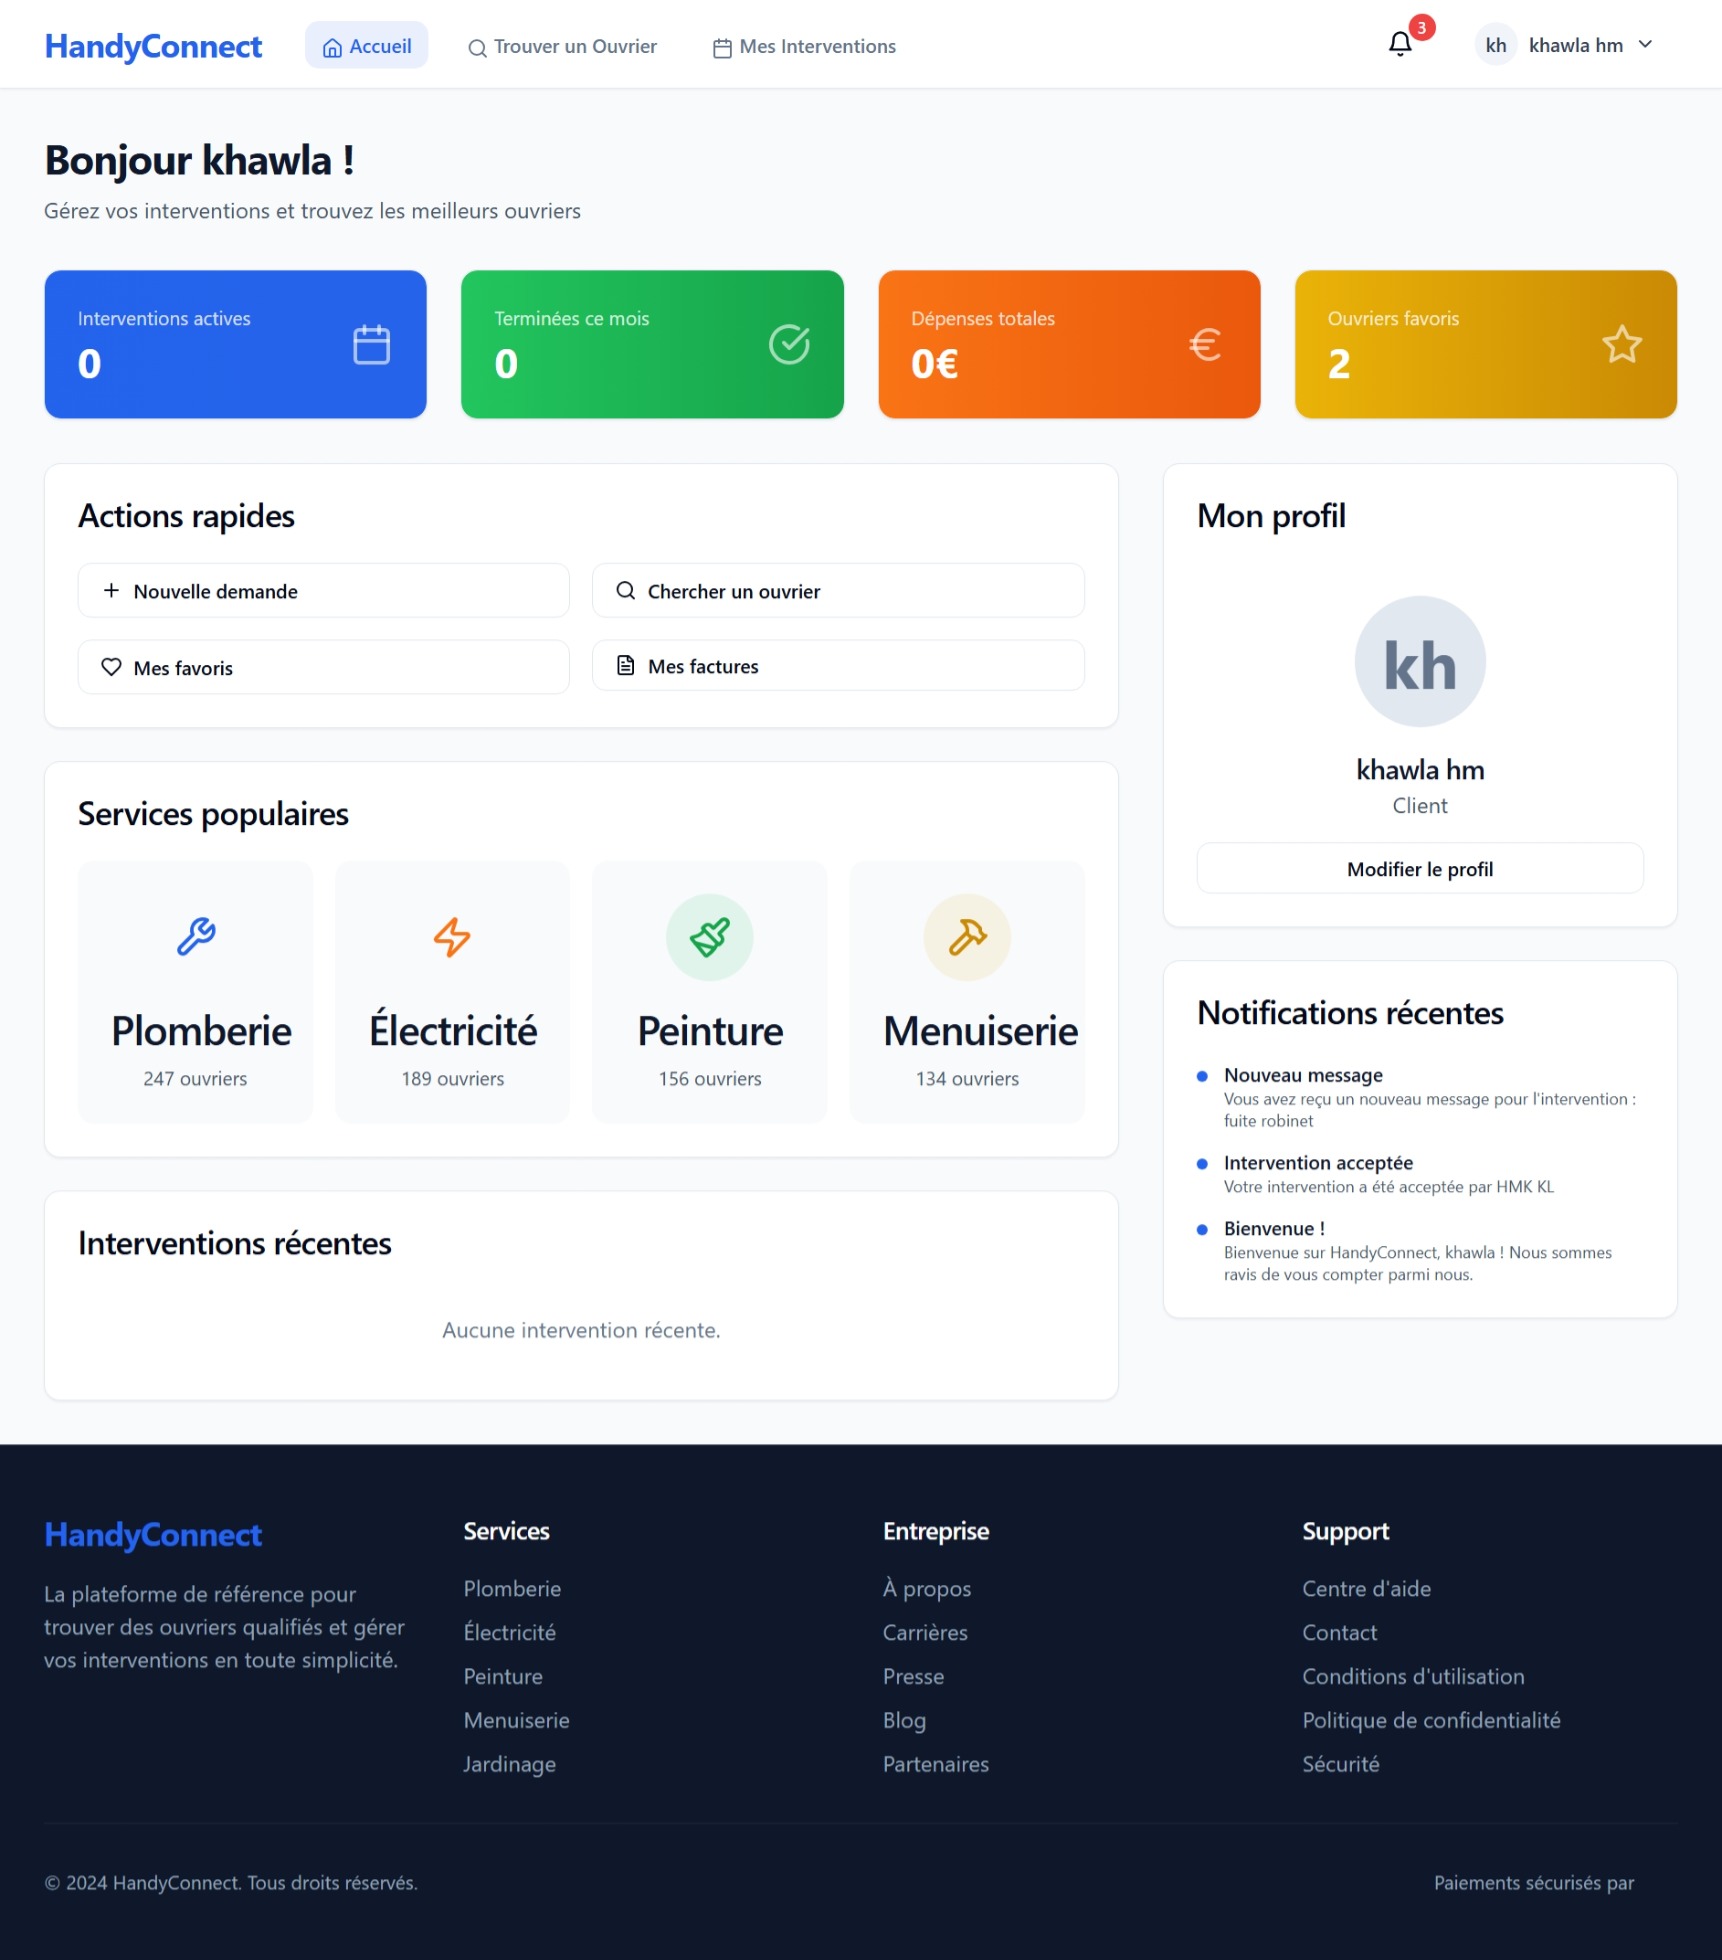 HandyConnect
Accueil
Trouver un Ouvrier
Mes Interventions
3
kh
khawla hm
Bonjour khawla !
Gérez vos interventions et trouvez les meilleurs ouvriers
Interventions actives
0
Terminées ce mois
0
Dépenses totales
0€
Ouvriers favoris
2
Actions rapides
Nouvelle demande
Chercher un ouvrier
Mes favoris
Mes factures
Services populaires
Plomberie
247 ouvriers
Électricité
189 ouvriers
Peinture
156 ouvriers
Menuiserie
134 ouvriers
Interventions récentes
Aucune intervention récente.
Mon profil
kh
khawla hm
Client
Modifier le profil
Notifications récentes
Nouveau message
Vous avez reçu un nouveau message pour l'intervention :
fuite robinet
Intervention acceptée
Votre intervention a été acceptée par HMK KL
Bienvenue !
Bienvenue sur HandyConnect, khawla ! Nous sommes
ravis de vous compter parmi nous.
HandyConnect
La plateforme de référence pour
trouver des ouvriers qualifiés et gérer
vos interventions en toute simplicité.
Services
Plomberie
Électricité
Peinture
Menuiserie
Jardinage
Entreprise
À propos
Carrières
Presse
Blog
Partenaires
Support
Centre d'aide
Contact
Conditions d'utilisation
Politique de confidentialité
Sécurité
© 2024 HandyConnect. Tous droits réservés.
Paiements sécurisés par